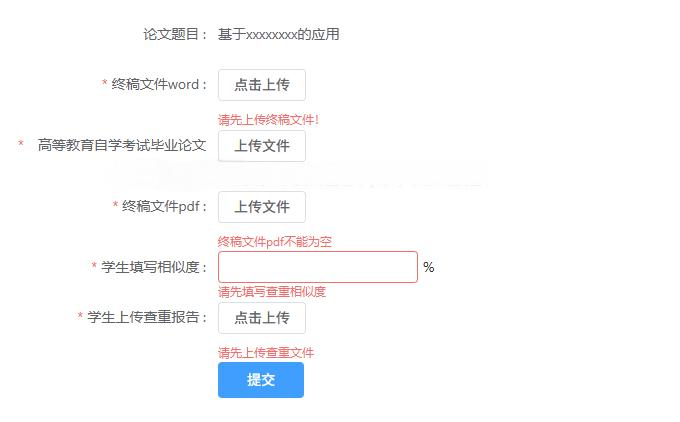 论文题目： 基于xxxxxxxx的应用
* 终稿文件word： 点击上传
请先上传终稿文件！
* 高等教育自学考试毕业论文 上传文件
* 终稿文件pdf： 上传文件
终稿文件pdf不能为空
* 学生填写相似度： %
请先填写查重相似度
* 学生上传查重报告： 点击上传
请先上传查重文件
提交